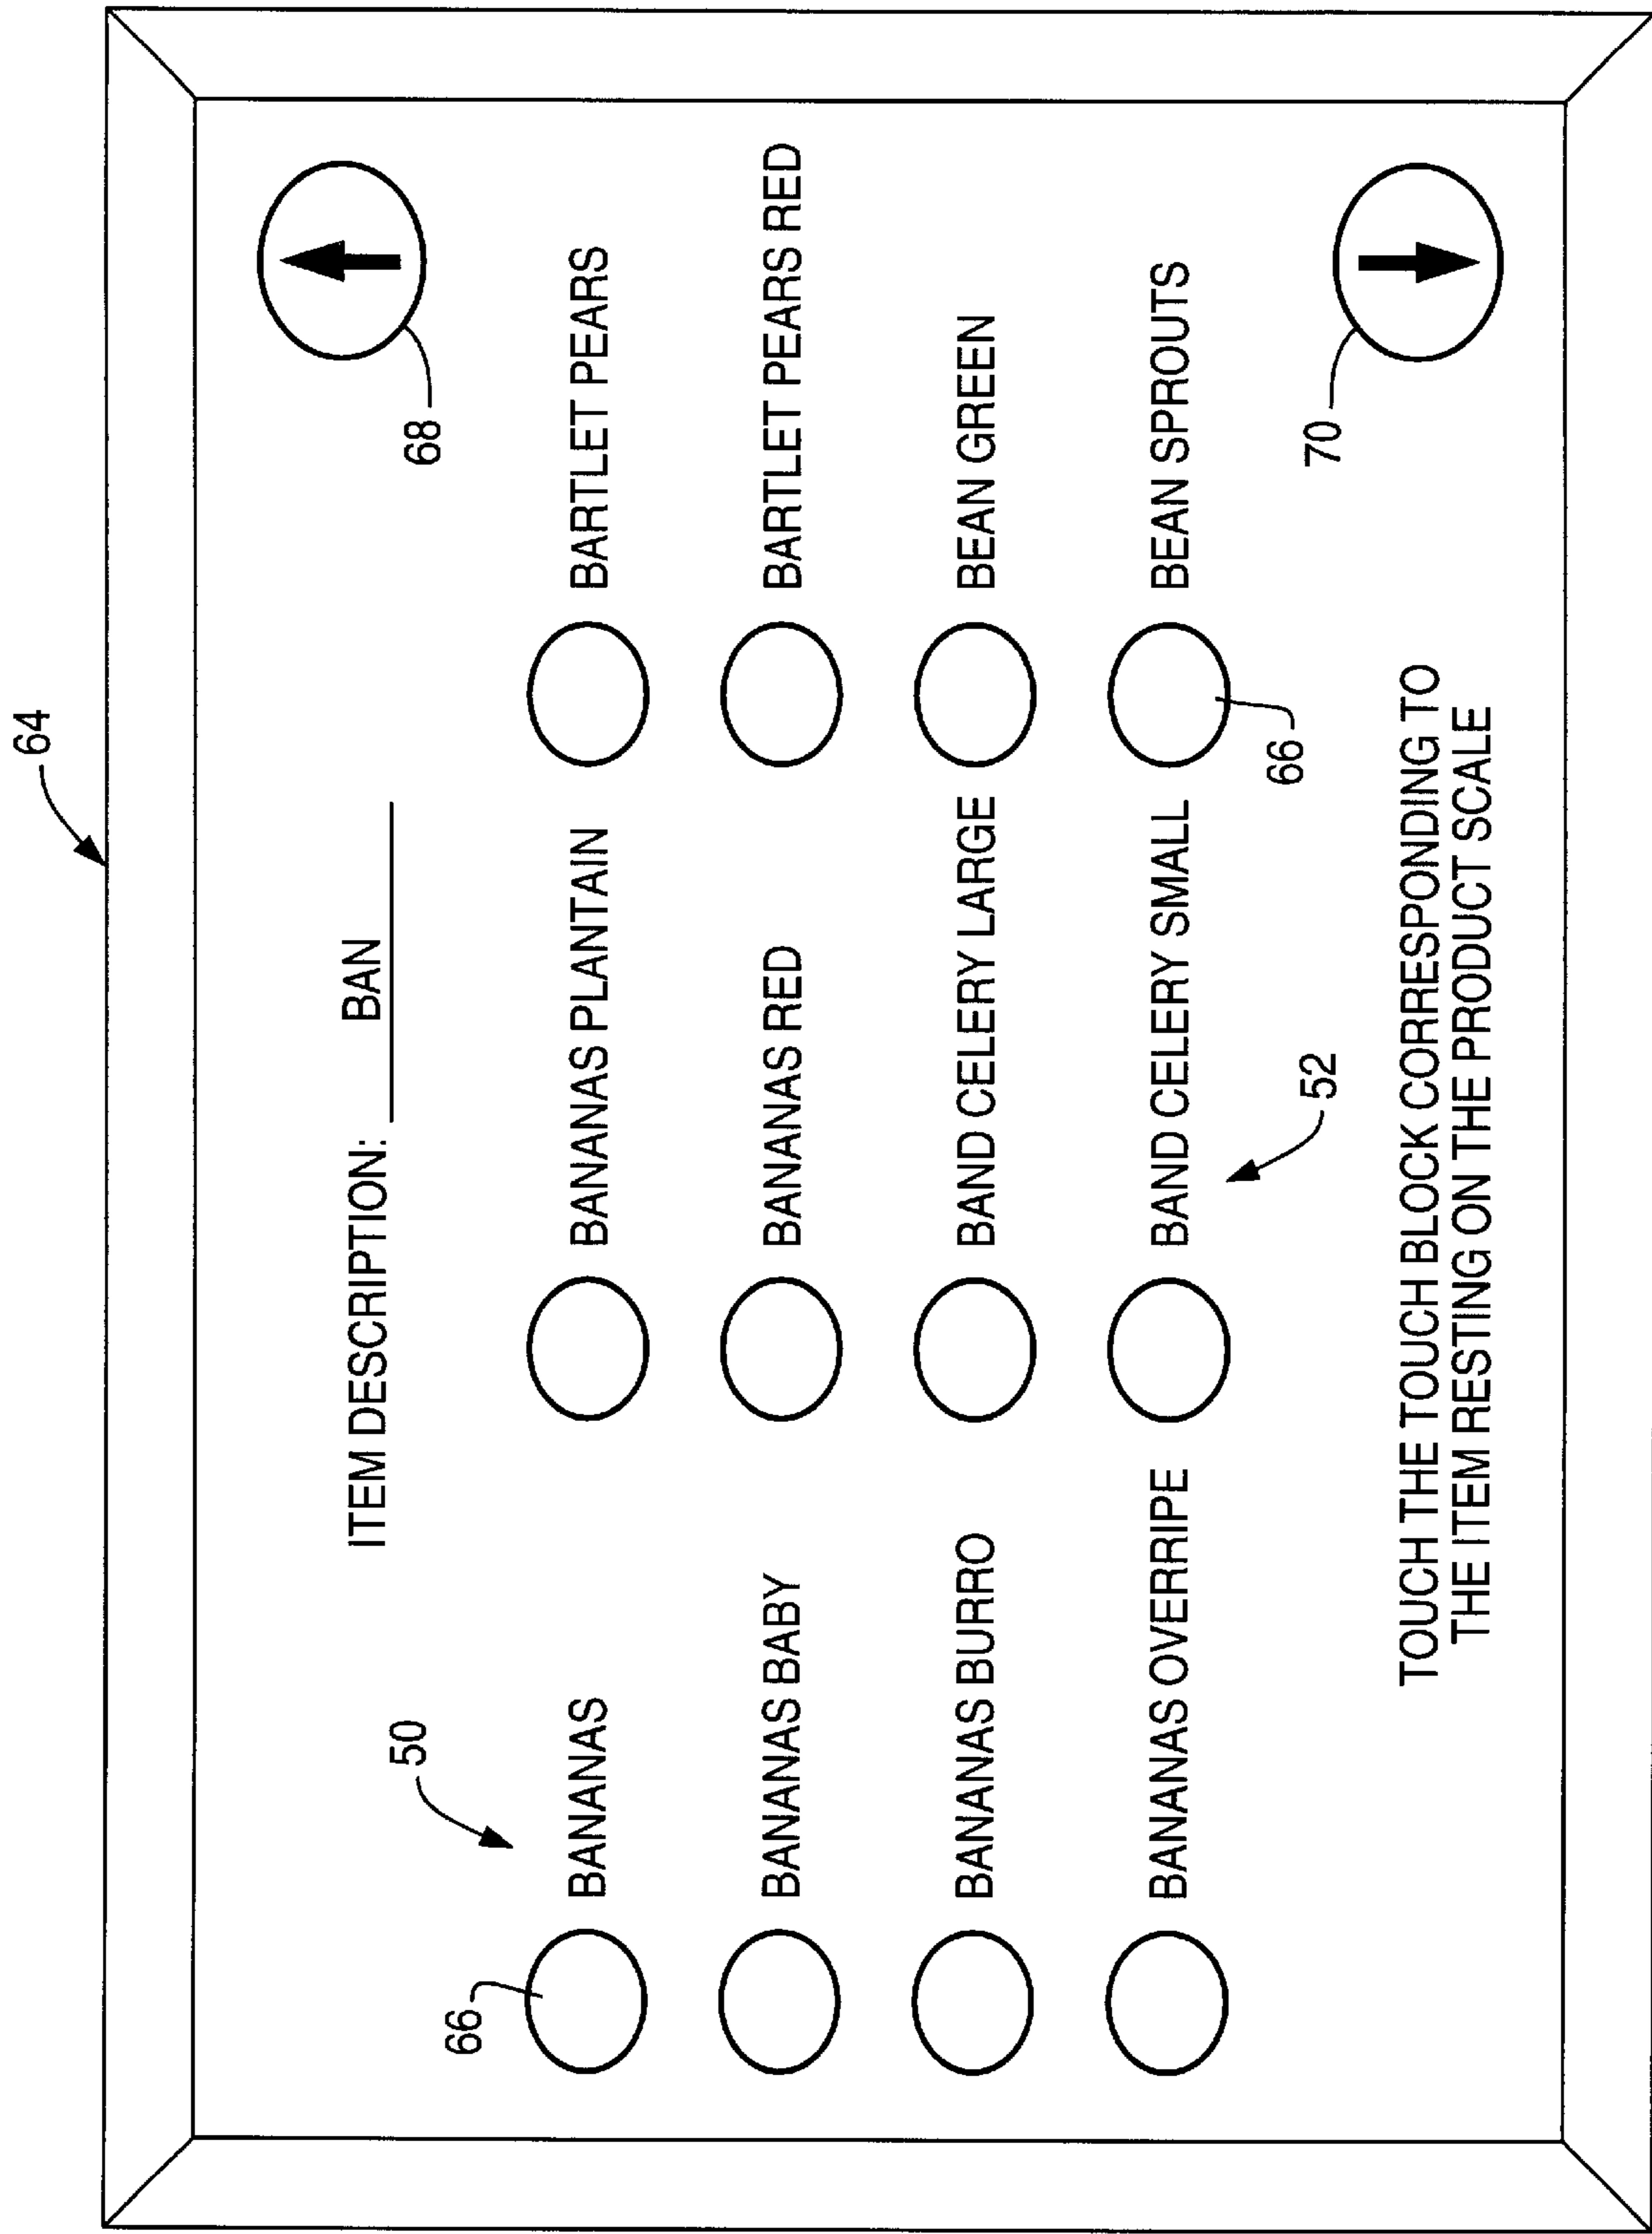 64
ITEM DESCRIPTION: BAN
68
50
66
BANANAS
BANANAS PLANTAIN
BARTLET PEARS
BANANAS BABY
BANANAS RED
BARTLET PEARS RED
BANANAS BURRO
BAND CELERY LARGE
BEAN GREEN
BANANAS OVERRIPE
BAND CELERY SMALL
BEAN SPROUTS
66
52
70
TOUCH THE TOUCH BLOCK CORRESPONDING TO
THE ITEM RESTING ON THE PRODUCT SCALE